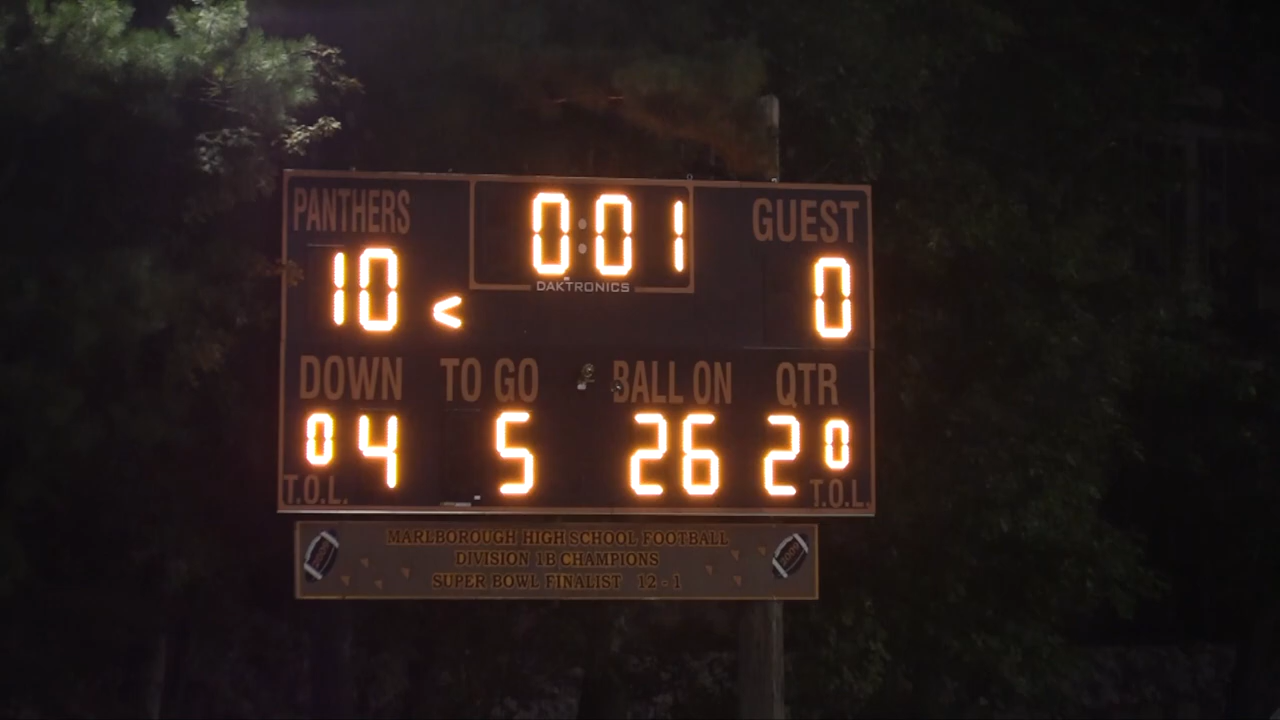 PANTHERS 0:01 1 GUEST
10 < 0
DAKTRONICS
DOWN TO GO BALL ON QTR
0 4 5 26 2 0
T.O.L. T.O.L.
MARLBOROUGH HIGH SCHOOL FOOTBALL
DIVISION 1B CHAMPIONS
SUPER BOWL FINALIST 12 - 1